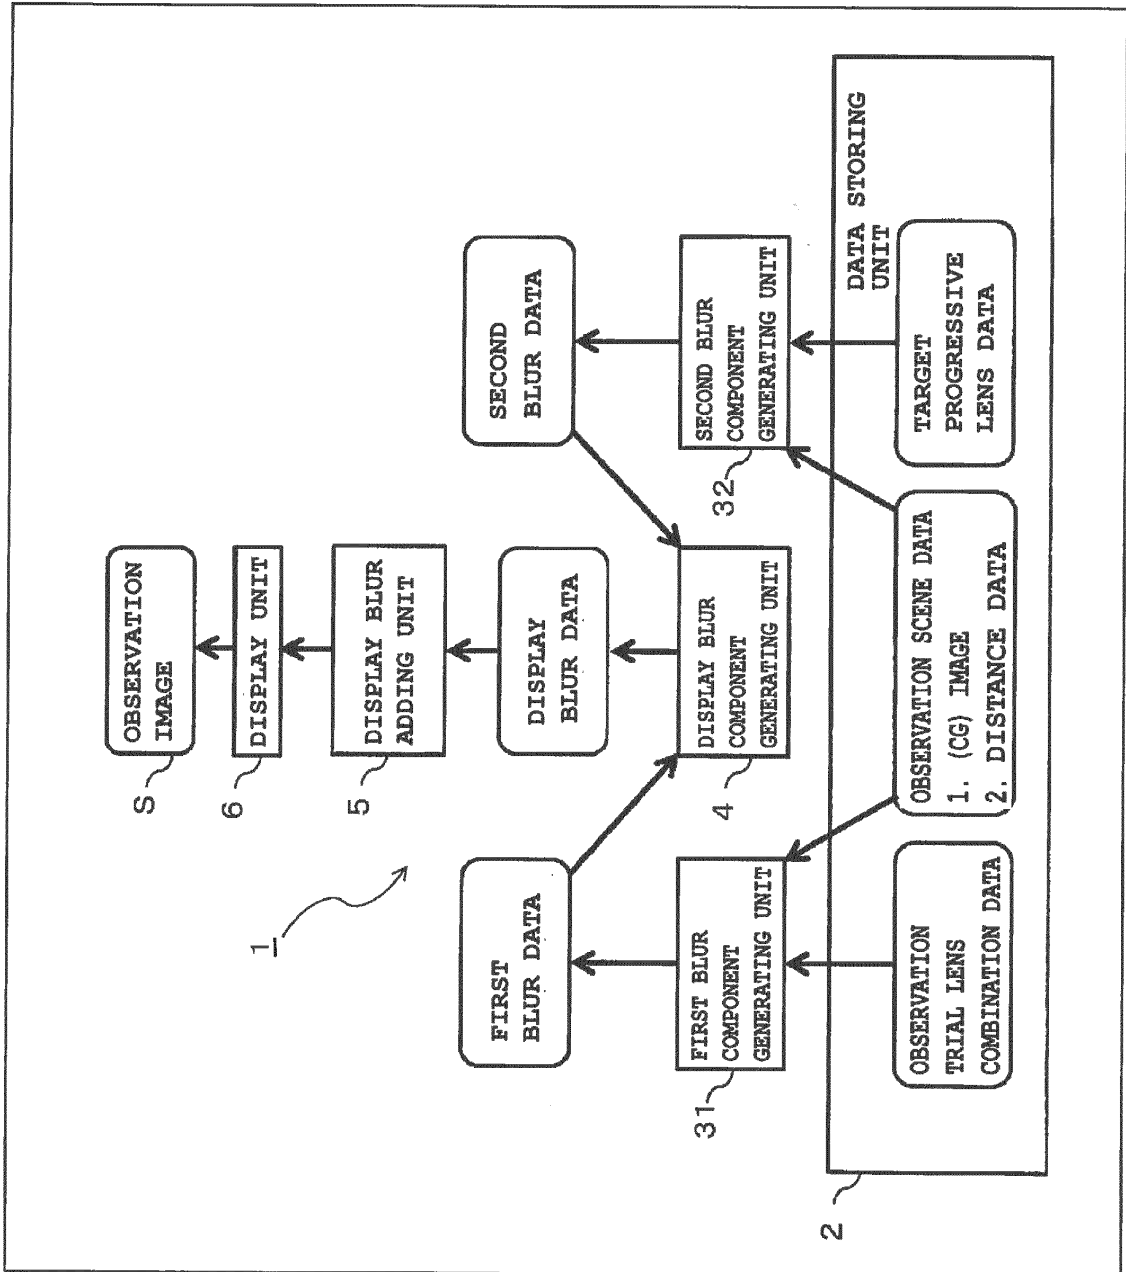 1
OBSERVATION
IMAGE
S
DISPLAY UNIT
6
DISPLAY BLUR
ADDING UNIT
5
FIRST
BLUR DATA
DISPLAY
BLUR DATA
SECOND
BLUR DATA
FIRST BLUR
COMPONENT
GENERATING UNIT
31
DISPLAY BLUR
COMPONENT
GENERATING UNIT
4
SECOND BLUR
COMPONENT
GENERATING UNIT
32
DATA STORING
UNIT
OBSERVATION
TRIAL LENS
COMBINATION DATA
OBSERVATION SCENE DATA
1. (CG) IMAGE
2. DISTANCE DATA
TARGET
PROGRESSIVE
LENS DATA
2